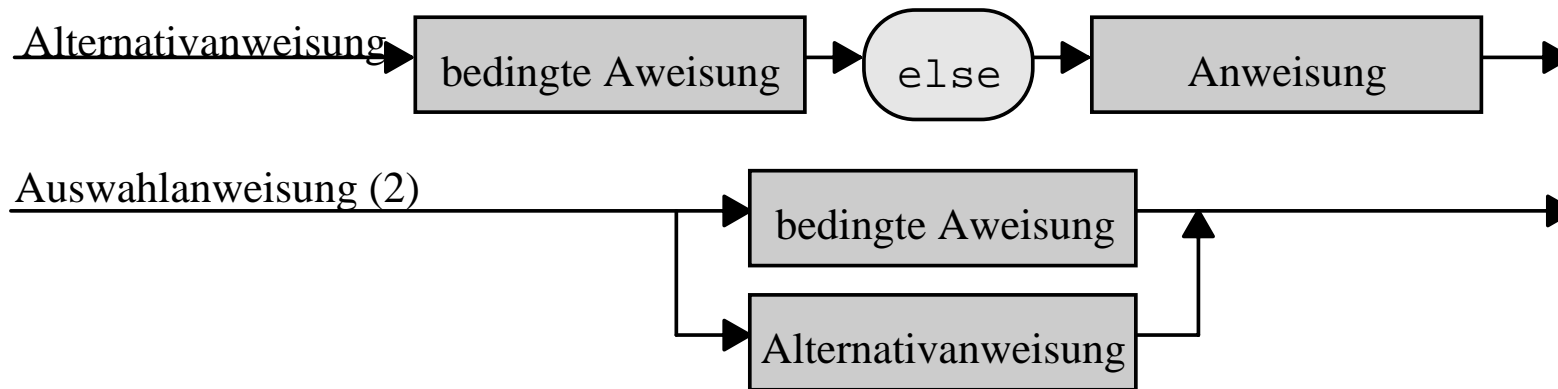 Alternativanweisung
bedingte Aweisung else Anweisung
Auswahlanweisung (2)
bedingte Aweisung
Alternativanweisung